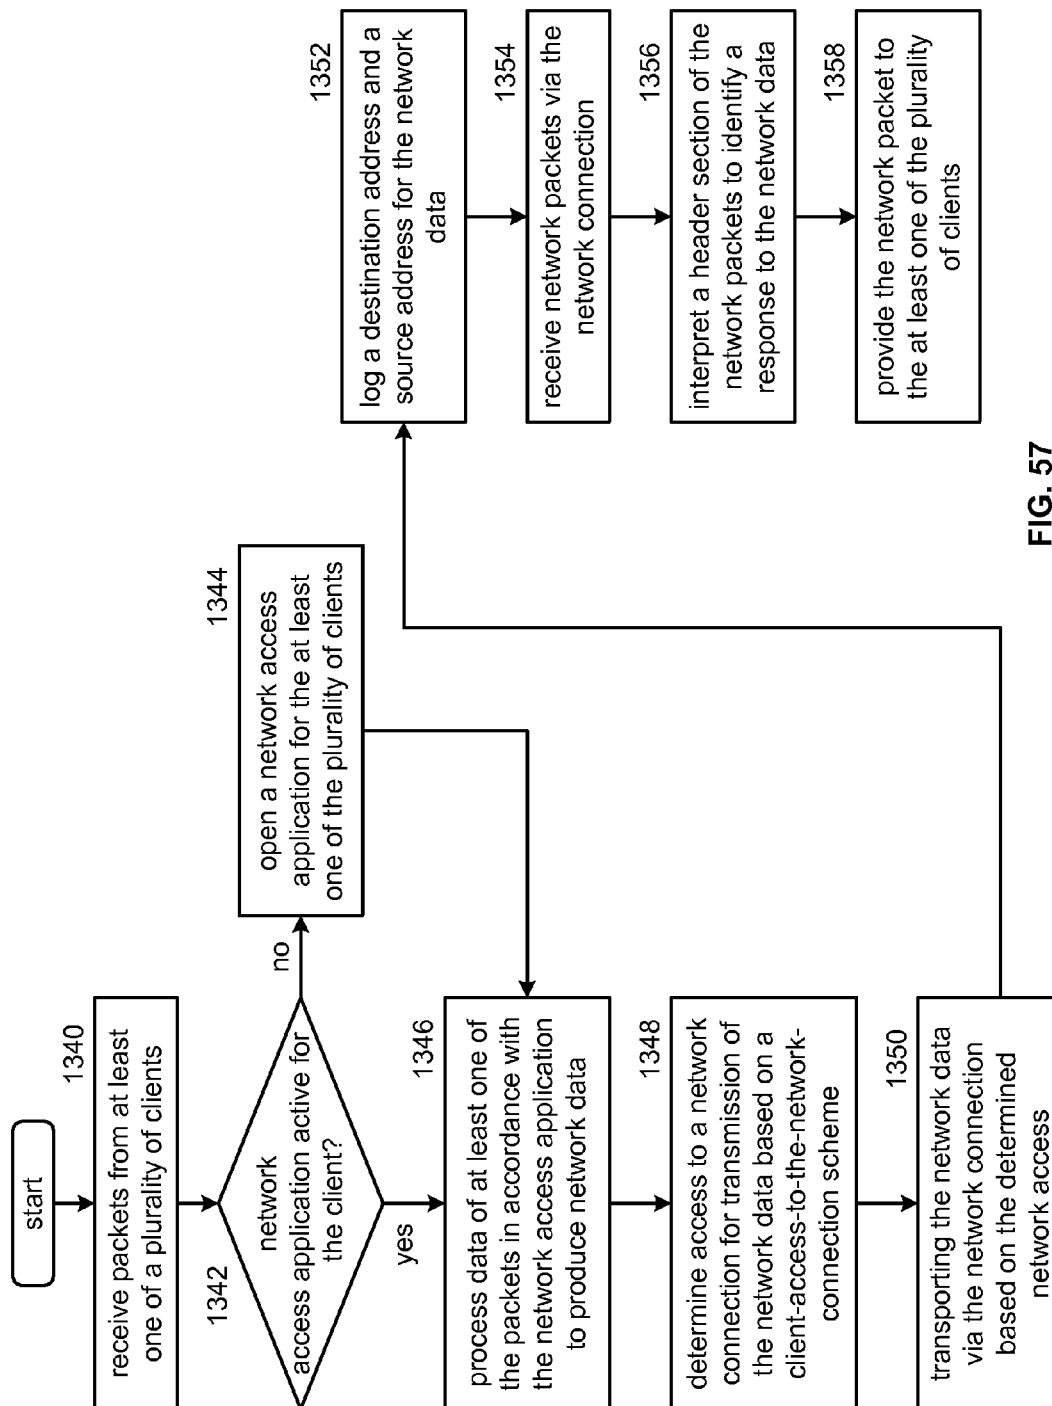 start
1340
receive packets from at least
one of a plurality of clients
1342
network
access application active for
the client?
no
yes
1344
open a network access
application for the at least
one of the plurality of clients
1346
process data of at least one of
the packets in accordance with
the network access application
to produce network data
1348
determine access to a network
connection for transmission of
the network data based on a
client-access-to-the-network-
connection scheme
1350
transporting the network data
via the network connection
based on the determined
network access
1352
log a destination address and a
source address for the network
data
1354
receive network packets via the
network connection
1356
interpret a header section of the
network packets to identify a
response to the network data
1358
provide the network packet to
the at least one of the plurality
of clients
FIG. 57